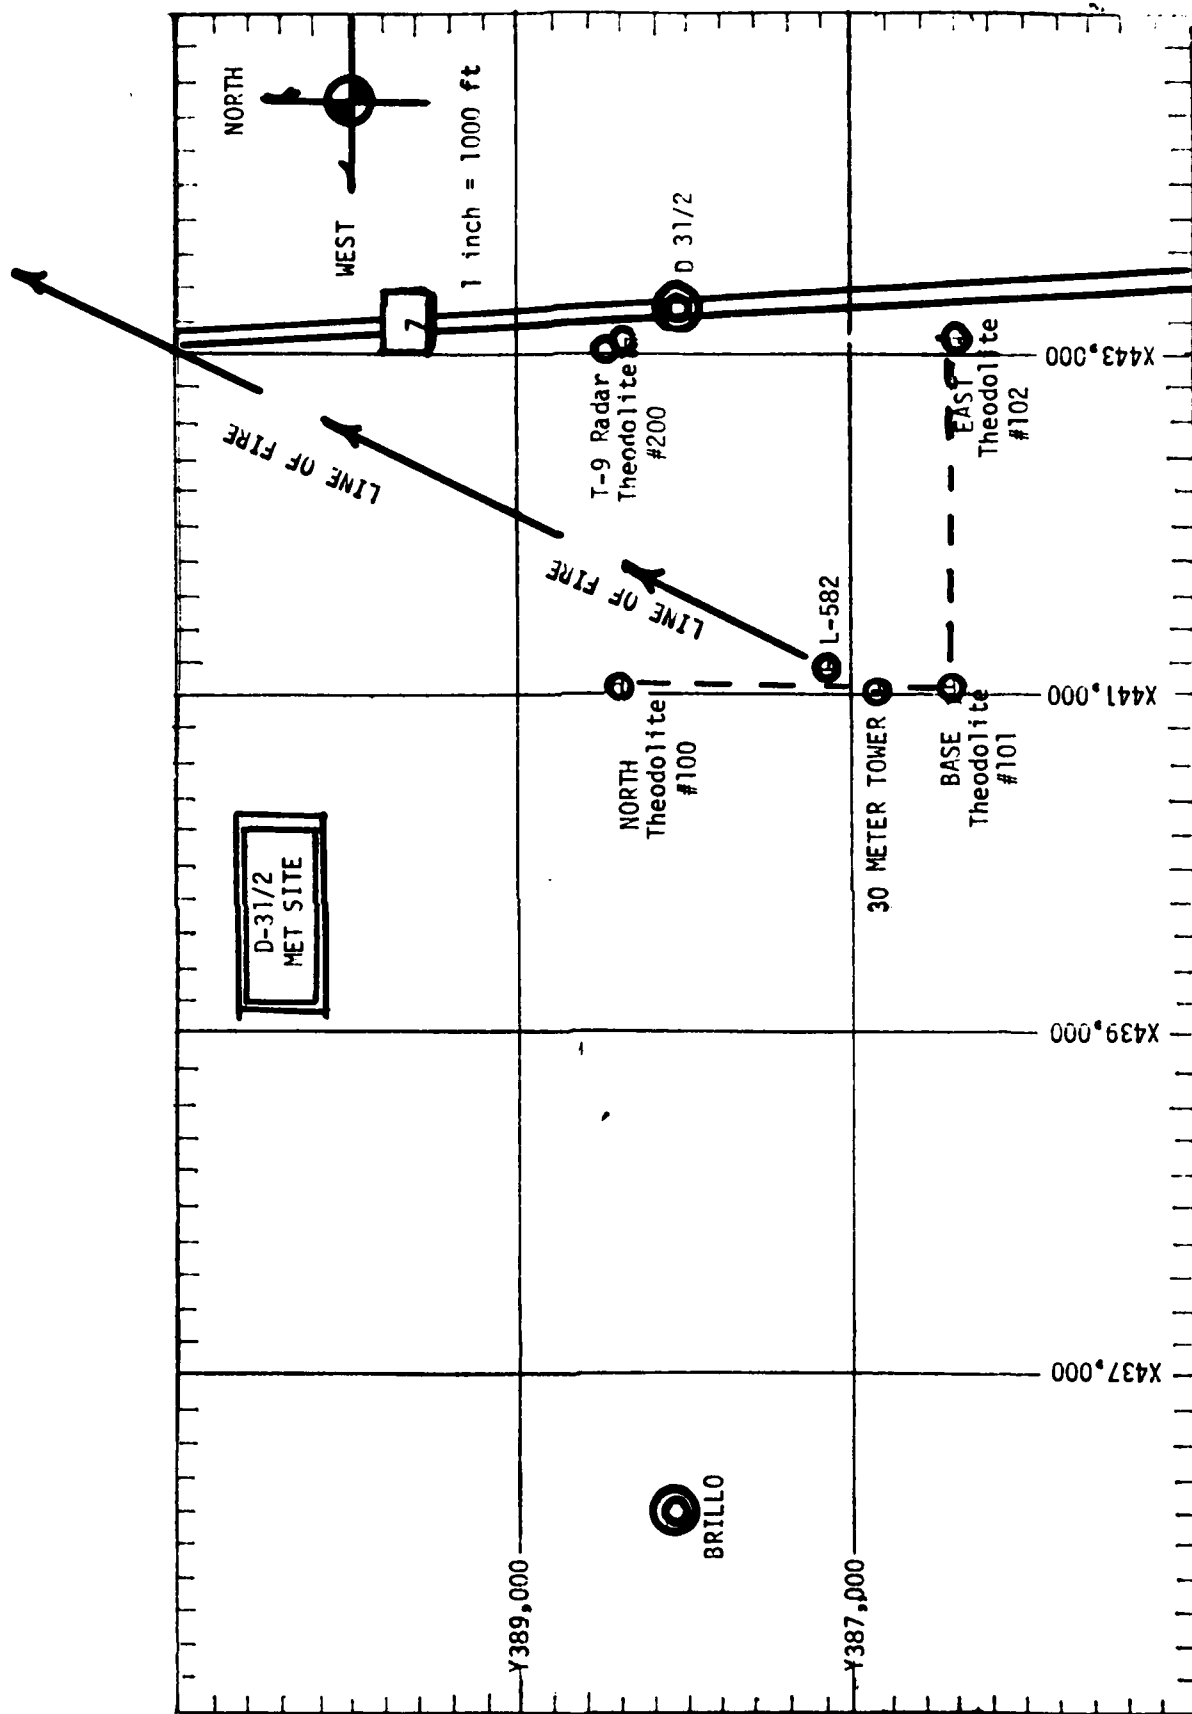 NORTH
WEST
1 inch = 1000 ft
7
LINE OF FIRE
LINE OF FIRE
D-31/2
MET SITE
T-9 Radar
Theodolite
#200
D 31/2
NORTH
Theodolite
#100
L-582
30 METER TOWER
BASE
Theodolite
#101
EAST
Theodolite
#102
BRILLO
Y389,000
Y387,000
X437,000
X439,000
X441,000
X443,000